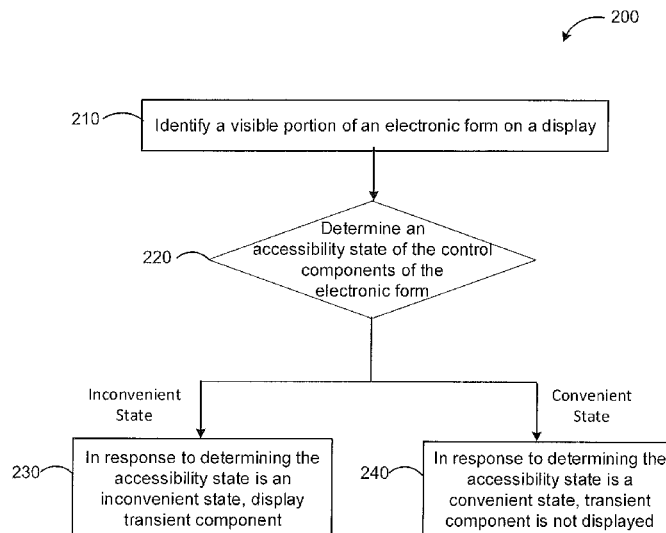 200
210
Identify a visible portion of an electronic form on a display
220
Determine an
accessibility state of the control
components of the
electronic form
Inconvenient
State
Convenient
State
230
In response to determining the
accessibility state is an
inconvenient state, display
transient component
240
In response to determining the
accessibility state is a
convenient state, transient
component is not displayed